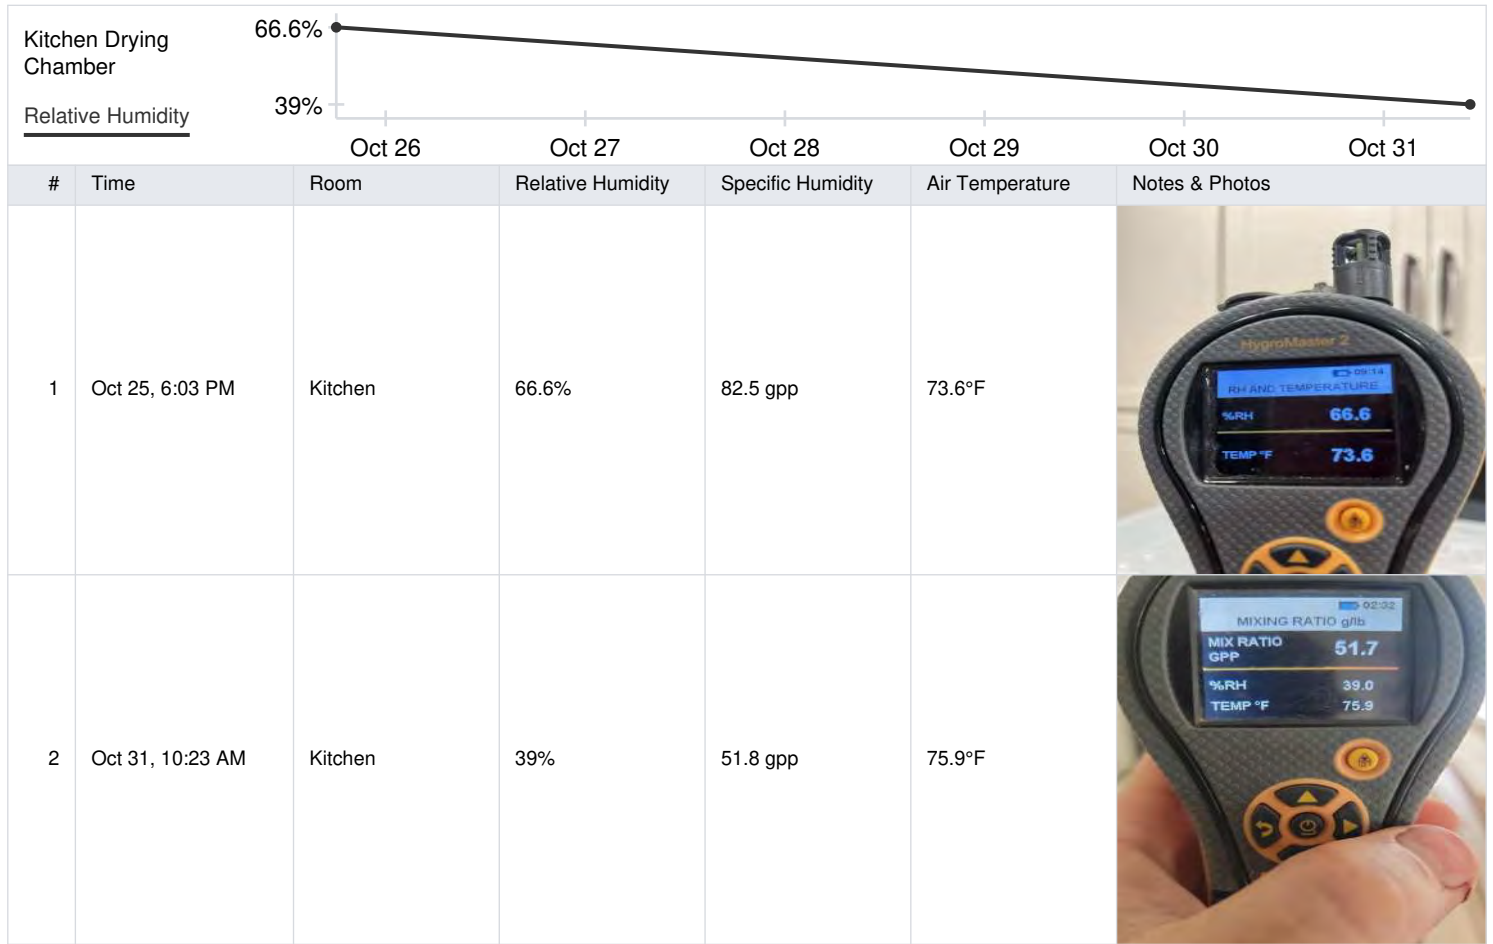 Kitchen Drying
Chamber
Relative Humidity
66.6%
39%
Oct 26 Oct 27 Oct 28 Oct 29 Oct 30 Oct 31
# Time Room Relative Humidity Specific Humidity Air Temperature Notes & Photos
1 Oct 25, 6:03 PM Kitchen 66.6% 82.5 gpp 73.6°F
HygroMaster 2
09:14
RH AND TEMPERATURE
%RH 66.6
TEMP °F 73.6
2 Oct 31, 10:23 AM Kitchen 39% 51.8 gpp 75.9°F
02:32
MIXING RATIO g/lb
MIX RATIO
GPP 51.7
%RH 39.0
TEMP °F 75.9